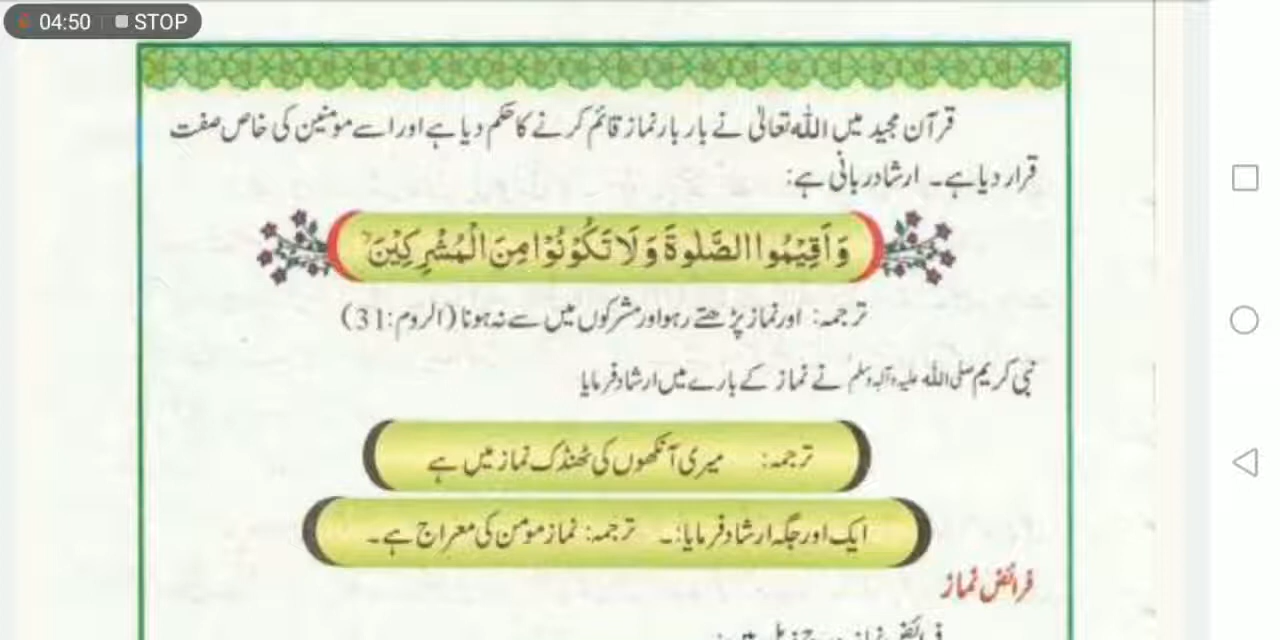 04:50 STOP
قرآن مجید میں اللہ تعالیٰ نے بار بار نماز قائم کرنے کا حکم دیا ہے اور اسے مومنین کی خاص صفت
قرار دیا ہے۔ ارشاد ربانی ہے:
وَاَقِيْمُوا الصَّلٰوةَ وَلَا تَكُوْنُوْا مِنَ الْمُشْرِكِيْنَ
ترجمہ: اور نماز پڑھتے رہو اور مشرکوں میں سے نہ ہونا (الروم:31)
نبی کریم صلی اللہ علیہ وآلہ وسلم نے نماز کے بارے میں ارشاد فرمایا
ترجمہ: میری آنکھوں کی ٹھنڈک نماز میں ہے
ایک اور جگہ ارشاد فرمایا:۔ ترجمہ: نماز مومن کی معراج ہے۔
فرائض نماز